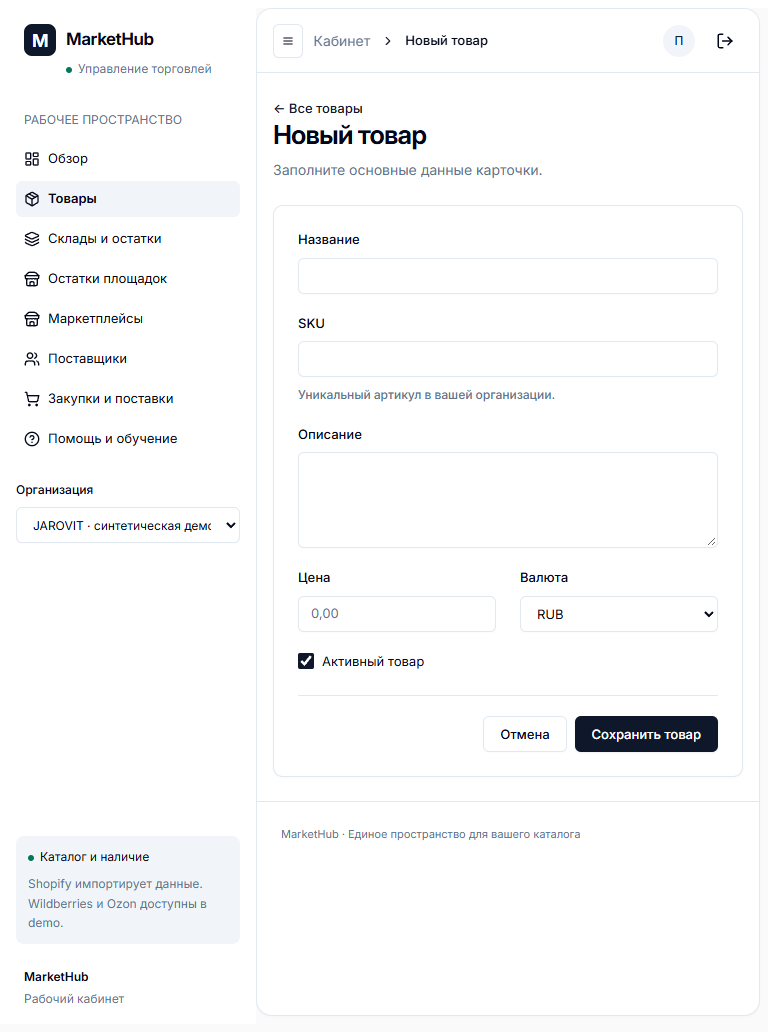 M MarketHub
Управление торговлей
РАБОЧЕЕ ПРОСТРАНСТВО
Обзор
Товары
Склады и остатки
Остатки площадок
Маркетплейсы
Поставщики
Закупки и поставки
Помощь и обучение
Организация
JAROVIT · синтетическая демо
Каталог и наличие
Shopify импортирует данные.
Wildberries и Ozon доступны в
demo.
MarketHub
Рабочий кабинет
Кабинет > Новый товар
П
← Все товары
Новый товар
Заполните основные данные карточки.
Название
SKU
Уникальный артикул в вашей организации.
Описание
Цена Валюта
0,00 RUB
Активный товар
Отмена Сохранить товар
MarketHub · Единое пространство для вашего каталога